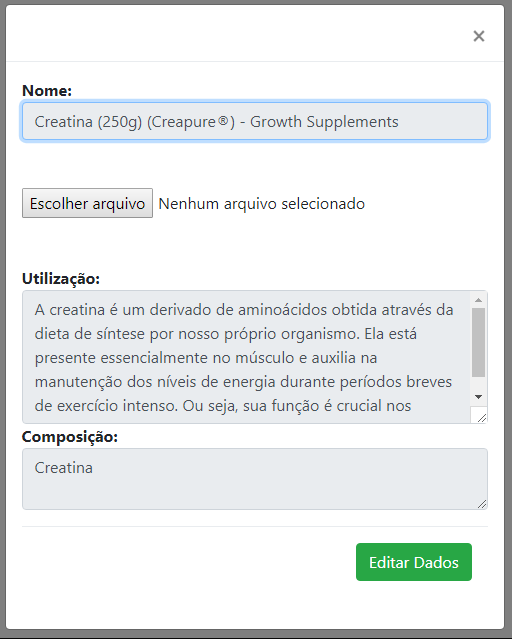 ×
Nome:
Creatina (250g) (Creapure®) - Growth Supplements
Escolher arquivo Nenhum arquivo selecionado
Utilização:
A creatina é um derivado de aminoácidos obtida através da
dieta de síntese por nosso próprio organismo. Ela está
presente essencialmente no músculo e auxilia na
manutenção dos níveis de energia durante períodos breves
de exercício intenso. Ou seja, sua função é crucial nos
Composição:
Creatina
Editar Dados